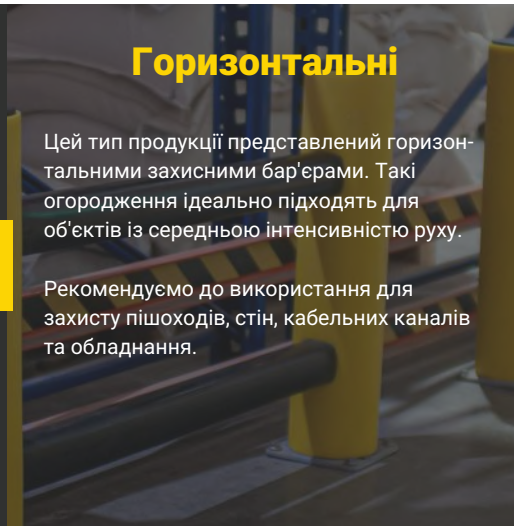 Горизонтальні
Цей тип продукції представлений горизон-
тальними захисними бар'єрами. Такі
огородження ідеально підходять для
об'єктів із середньою інтенсивністю руху.
Рекомендуємо до використання для
захисту пішоходів, стін, кабельних каналів
та обладнання.